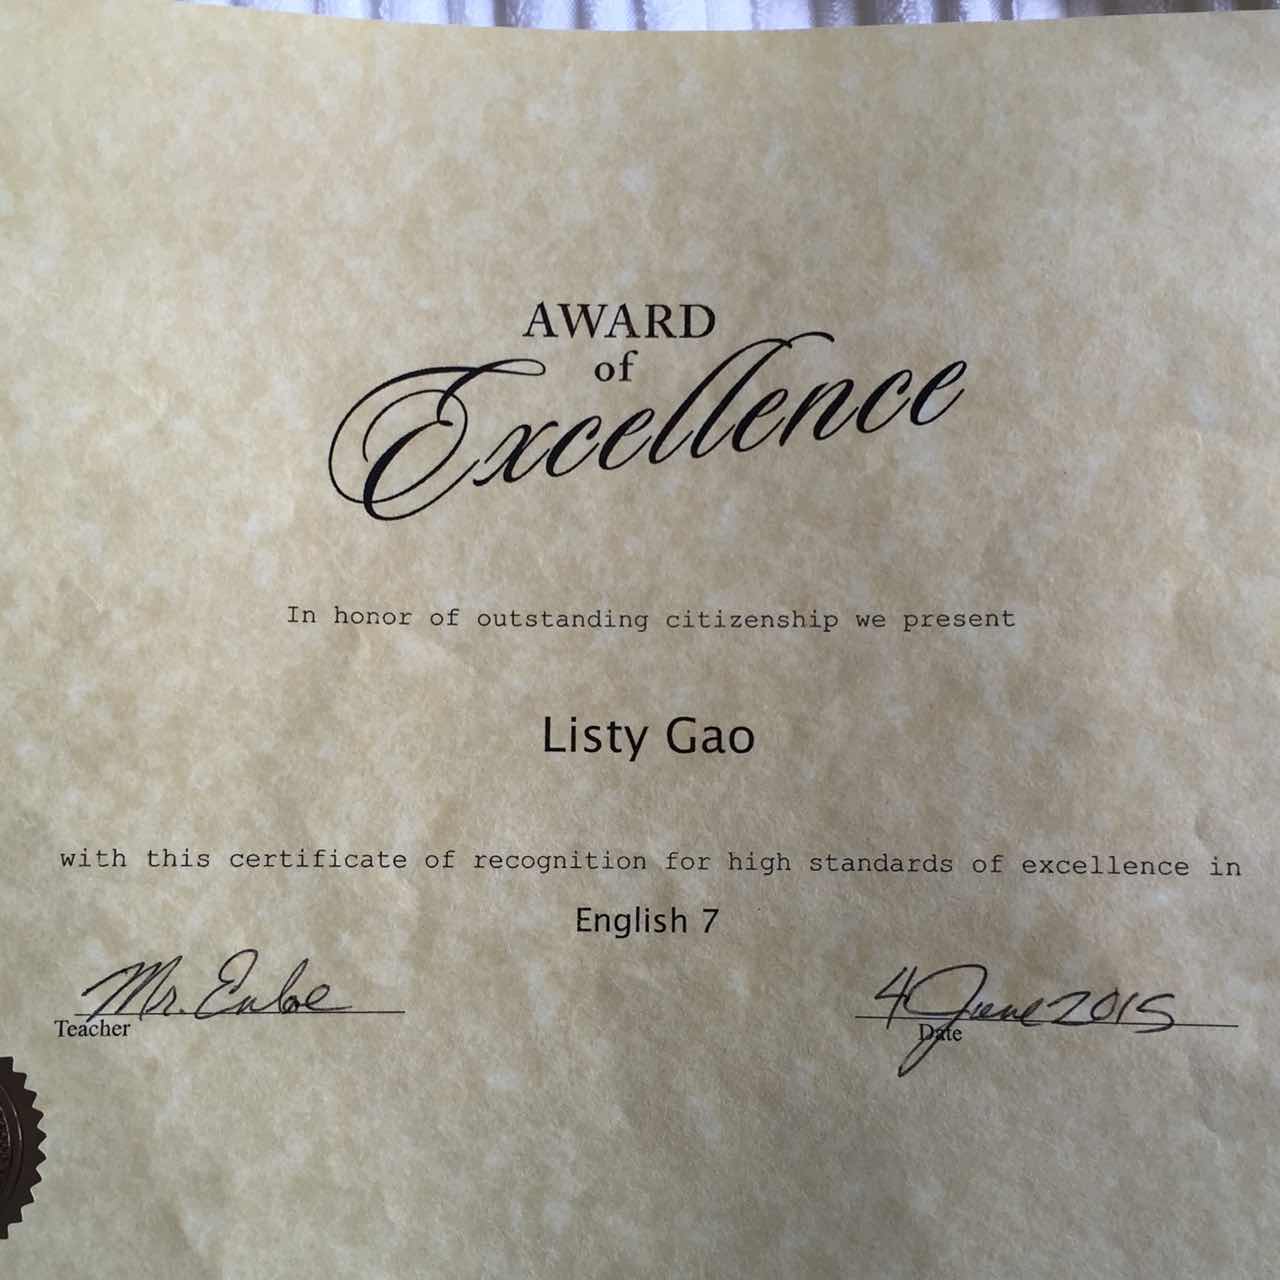 AWARD
of
Excellence
In honor of outstanding citizenship we present
Listy Gao
with this certificate of recognition for high standards of excellence in
English 7
Mr. Enloe
Teacher
4 June 2015
Date